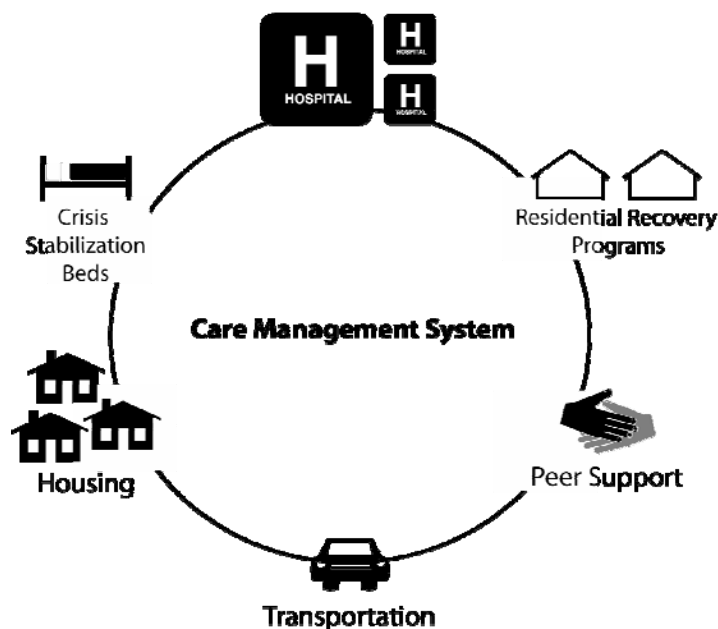 H
HOSPITAL
H
HOSPITAL
H
HOSPITAL
Crisis
Stabilization
Beds
Residential Recovery
Programs
Care Management System
Housing
Peer Support
Transportation